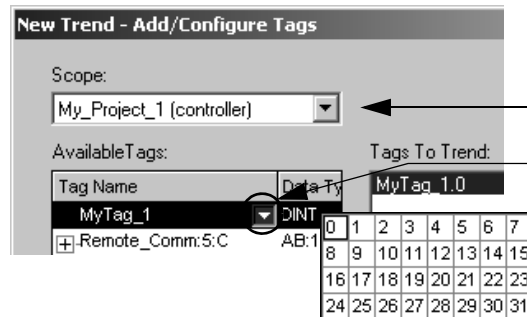 New Trend - Add/Configure Tags
Scope:
My_Project_1 (controller)
AvailableTags:
Tags To Trend:
Tag Name Data Ty
MyTag_1.0
MyTag_1 DINT
Remote_Comm:5:C AB:1
0 1 2 3 4 5 6 7
8 9 10 11 12 13 14 15
16 17 18 19 20 21 22 23
24 25 26 27 28 29 30 31